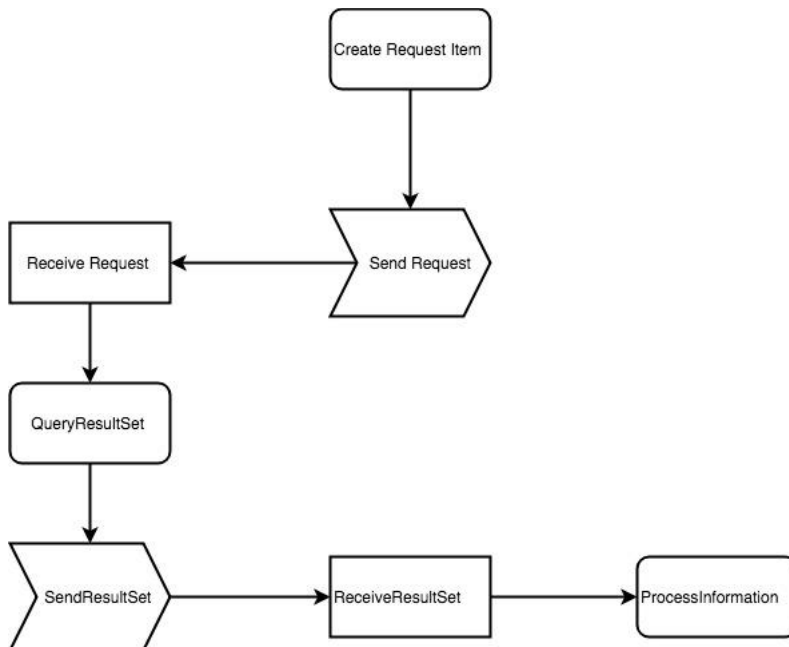 Create Request Item
Receive Request
Send Request
QueryResultSet
SendResultSet
ReceiveResultSet
ProcessInformation